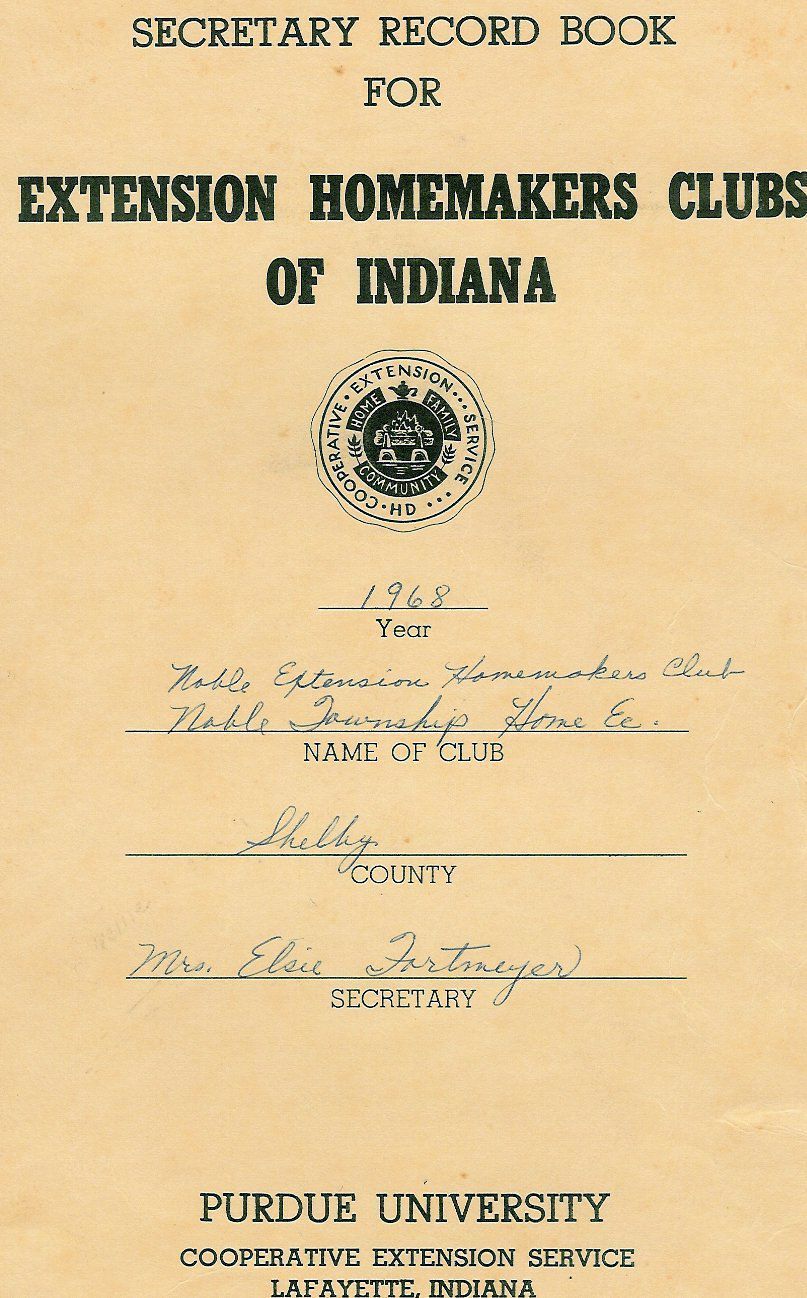 SECRETARY RECORD BOOK
FOR
EXTENSION HOMEMAKERS CLUBS
OF INDIANA
COOPERATIVE • EXTENSION • • • SERVICE • • • HD •
HOME FAMILY
COMMUNITY
1968
Year
Noble Extension Homemakers Club
Noble Township Home Ec.
NAME OF CLUB
Shelby
COUNTY
Mrs. Elsie Fortmeyer
SECRETARY
PURDUE UNIVERSITY
COOPERATIVE EXTENSION SERVICE
LAFAYETTE, INDIANA